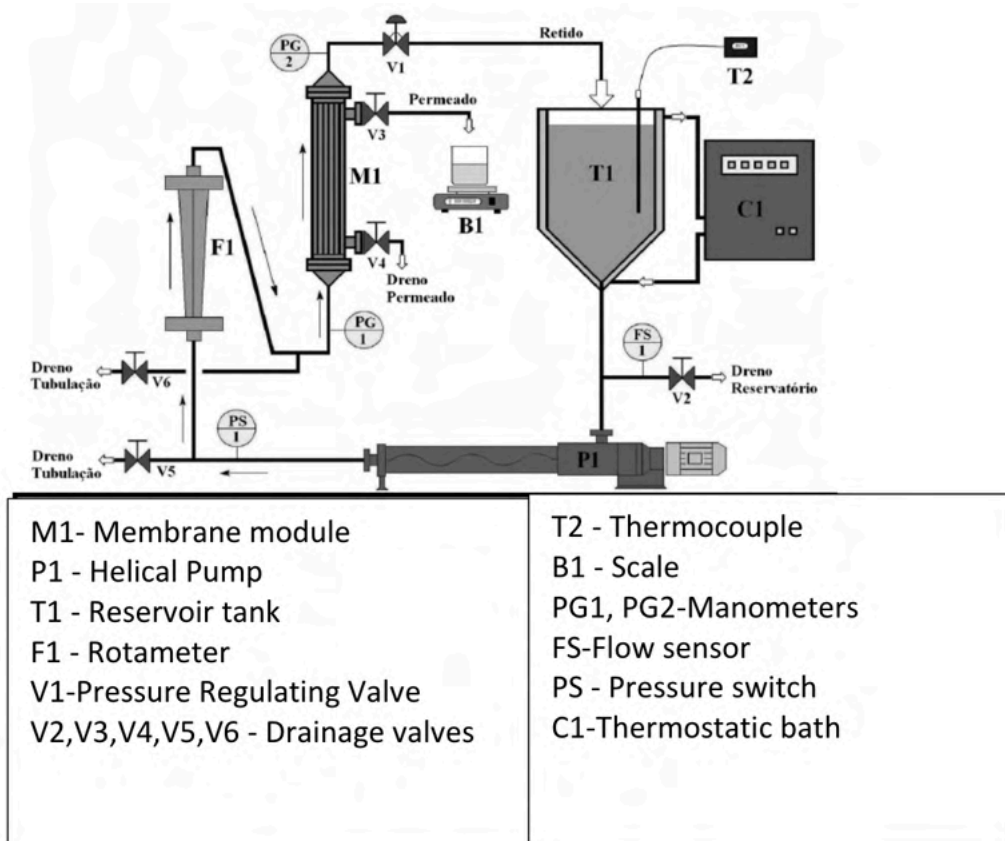 PG
2
V1
Retido
T2
Permeado
V3
M1
T1
F1
B1
C1
V4
Dreno
Permeado
PG
1
FS
1
Dreno
Tubulação
V6
V2
Dreno
Reservatório
PS
1
Dreno
Tubulação
V5
P1
M1- Membrane module
P1 - Helical Pump
T1 - Reservoir tank
F1 - Rotameter
V1-Pressure Regulating Valve
V2,V3,V4,V5,V6 - Drainage valves
T2 - Thermocouple
B1 - Scale
PG1, PG2-Manometers
FS-Flow sensor
PS - Pressure switch
C1-Thermostatic bath